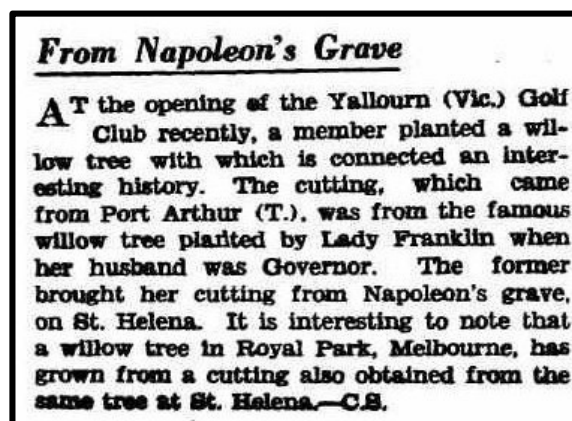 From Napoleon's Grave
AT the opening of the Yallourn (Vic.) Golf
Club recently, a member planted a wil-
low tree with which is connected an inter-
esting history. The cutting, which came
from Port Arthur (T.), was from the famous
willow tree planted by Lady Franklin when
her husband was Governor. The former
brought her cutting from Napoleon's grave,
on St. Helena. It is interesting to note that
a willow tree in Royal Park, Melbourne, has
grown from a cutting also obtained from the
same tree at St. Helena.—C.S.